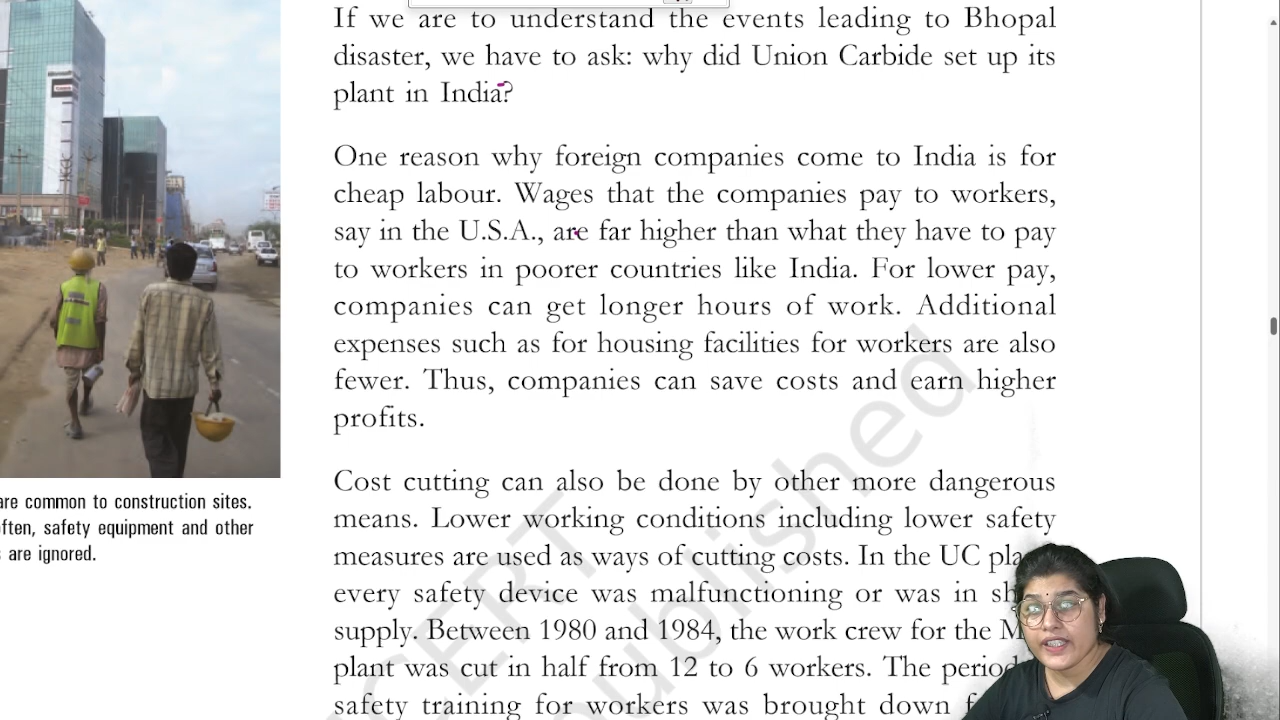 If we are to understand the events leading to Bhopal
disaster, we have to ask: why did Union Carbide set up its
plant in India?
One reason why foreign companies come to India is for
cheap labour. Wages that the companies pay to workers,
say in the U.S.A., are far higher than what they have to pay
to workers in poorer countries like India. For lower pay,
companies can get longer hours of work. Additional
expenses such as for housing facilities for workers are also
fewer. Thus, companies can save costs and earn higher
profits.
Cost cutting can also be done by other more dangerous
means. Lower working conditions including lower safety
measures are used as ways of cutting costs. In the UC
every safety device was malfunctioning or was in
supply. Between 1980 and 1984, the work crew for the
plant was cut in half from 12 to 6 workers. The
safety training for workers was brought down
are common to construction sites.
safety equipment and other
are ignored.
published